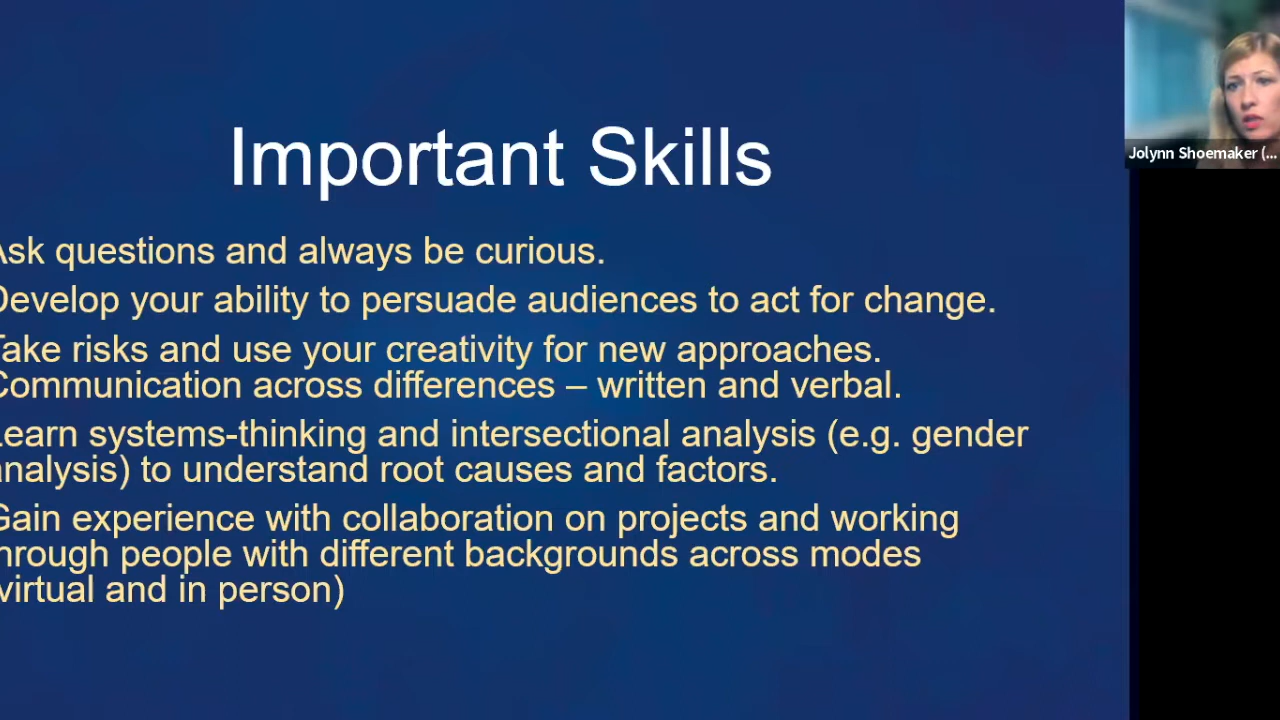 Important Skills
Ask questions and always be curious.
Develop your ability to persuade audiences to act for change.
Take risks and use your creativity for new approaches.
Communication across differences – written and verbal.
Learn systems-thinking and intersectional analysis (e.g. gender
analysis) to understand root causes and factors.
Gain experience with collaboration on projects and working
through people with different backgrounds across modes
(virtual and in person)
Jolynn Shoemaker (...